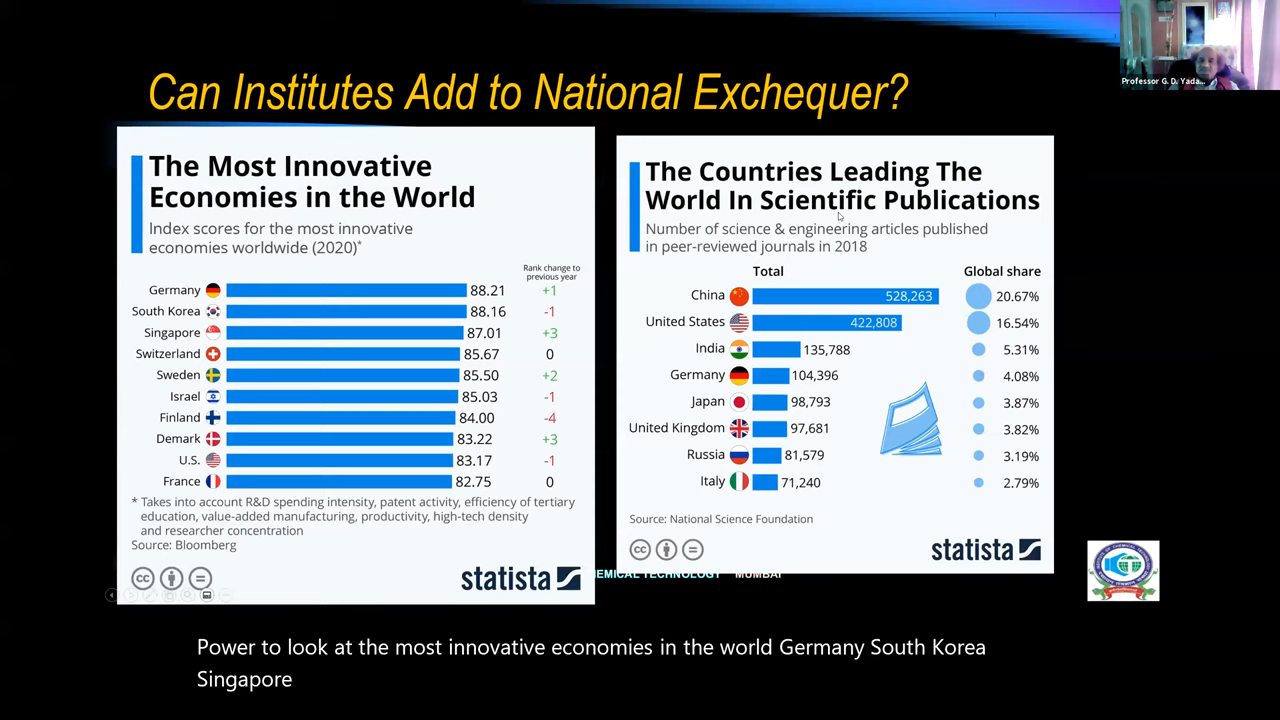 Professor G. D. Yada...
Can Institutes Add to National Exchequer?
The Most Innovative
Economies in the World
Index scores for the most innovative
economies worldwide (2020)*
Rank change to
previous year
Germany 88.21 +1
South Korea 88.16 -1
Singapore 87.01 +3
Switzerland 85.67 0
Sweden 85.50 +2
Israel 85.03 -1
Finland 84.00 -4
Demark 83.22 +3
U.S. 83.17 -1
France 82.75 0
* Takes into account R&D spending intensity, patent activity, efficiency of tertiary
education, value-added manufacturing, productivity, high-tech density
and researcher concentration
Source: Bloomberg
cc
statista
The Countries Leading The
World In Scientific Publications
Number of science & engineering articles published
in peer-reviewed journals in 2018
Total Global share
China 528,263 20.67%
United States 422,808 16.54%
India 135,788 5.31%
Germany 104,396 4.08%
Japan 98,793 3.87%
United Kingdom 97,681 3.82%
Russia 81,579 3.19%
Italy 71,240 2.79%
Source: National Science Foundation
cc
statista
HEMICAL TECHNOLOGY MUMBAI
Power to look at the most innovative economies in the world Germany South Korea
Singapore